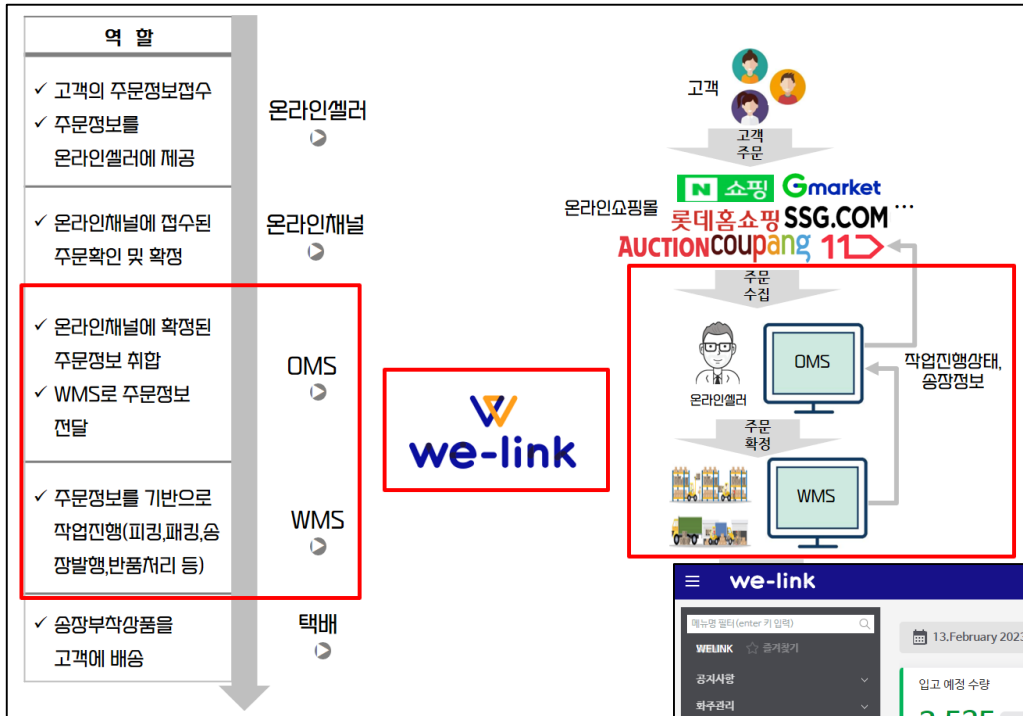 역 할
✓ 고객의 주문정보접수
✓ 주문정보를
온라인셀러에 제공
온라인셀러
✓ 온라인채널에 접수된
주문확인 및 확정
온라인채널
✓ 온라인채널에 확정된
주문정보 취합
✓ WMS로 주문정보
전달
OMS
✓ 주문정보를 기반으로
작업진행(피킹,패킹,송
장발행,반품처리 등)
WMS
✓ 송장부착상품을
고객에 배송
택배
we-link
고객
고객
주문
온라인쇼핑몰
N 쇼핑 Gmarket
롯데홈쇼핑 SSG.COM ...
AUCTION coupang 11
주문
수집
OMS
온라인셀러
작업진행상태,
송장정보
주문
확정
WMS
we-link
메뉴명 필터(enter 키 입력)
WELINK ☆ 즐겨찾기
공지사항
화주관리
13.February 2023
입고 예정 수량